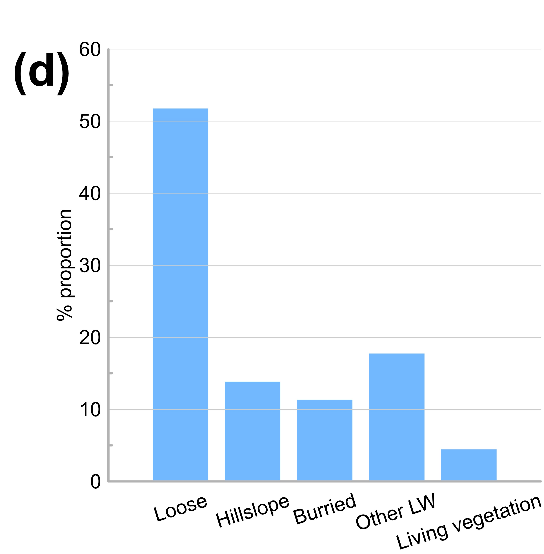 (d)
60
50
40
30
20
10
0
% proportion
Loose
Hillslope
Burried
Other LW
Living vegetation